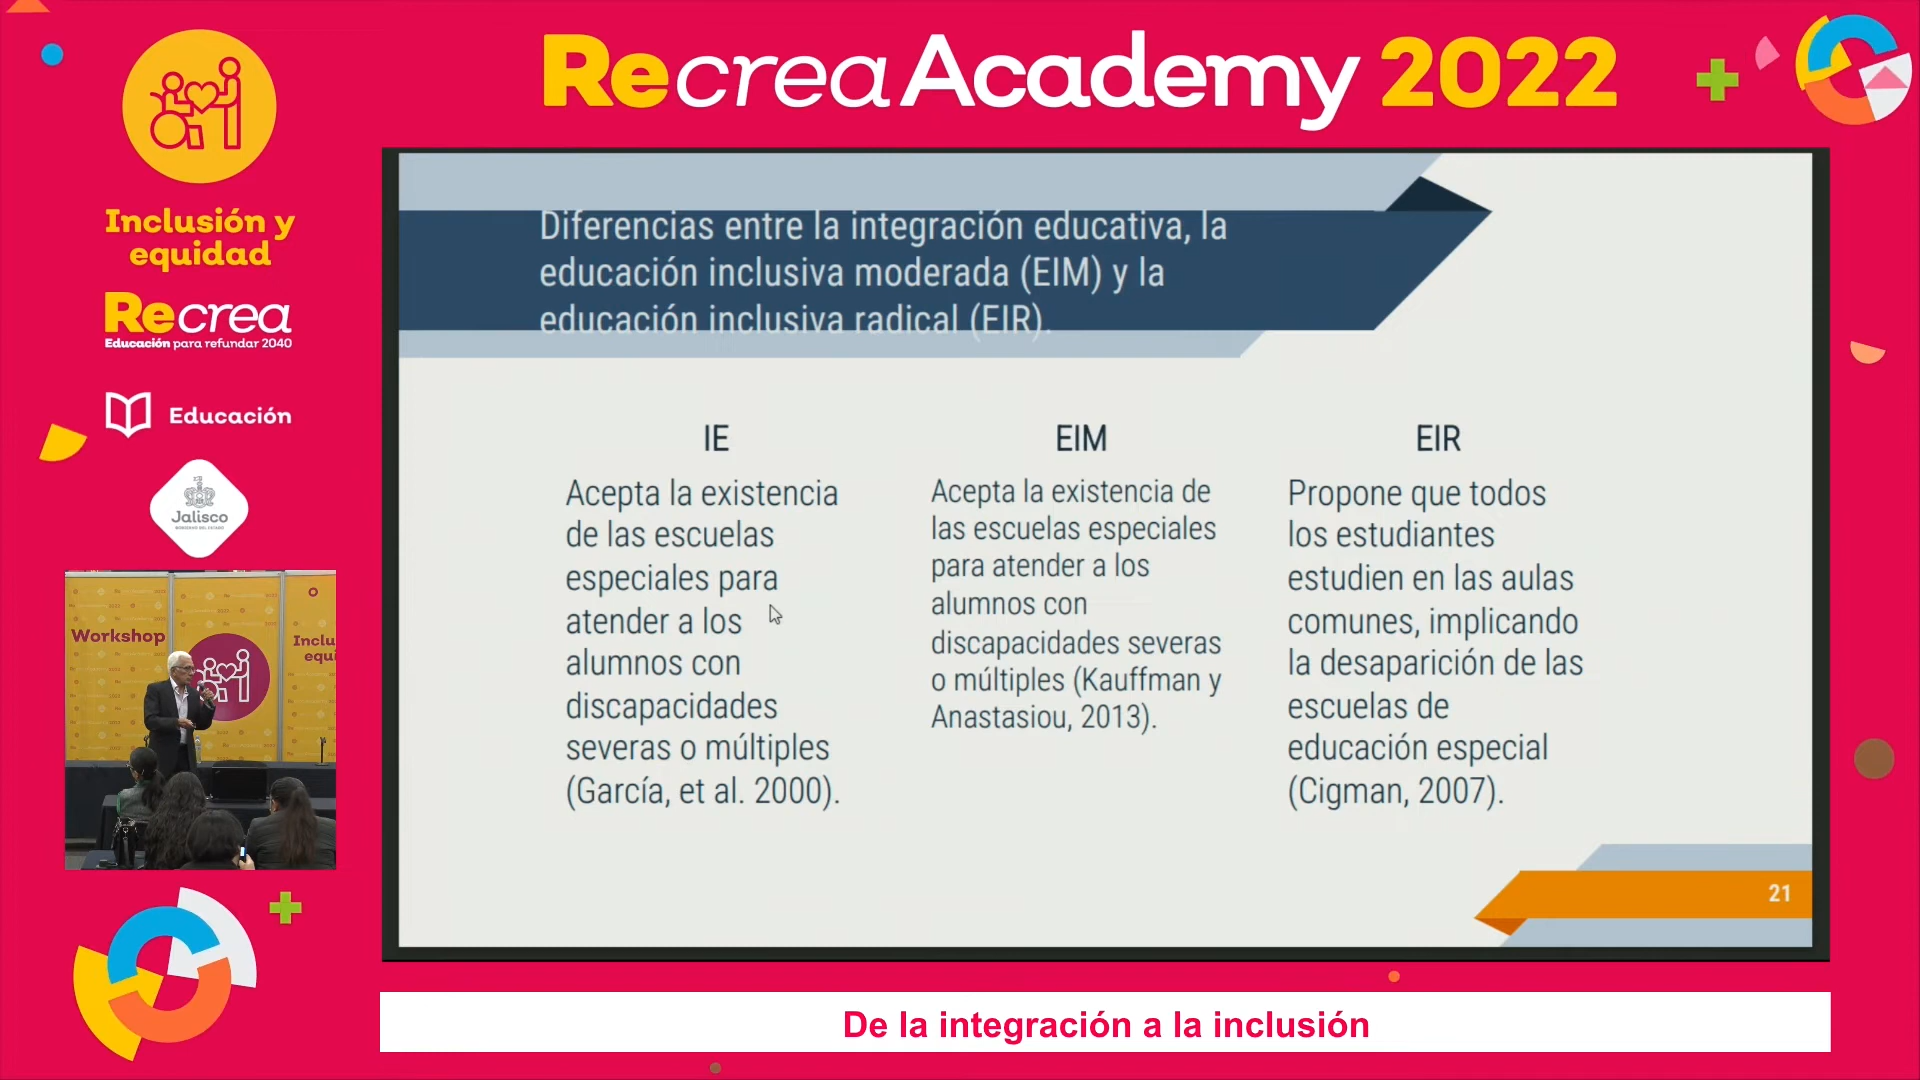 Recrea Academy 2022
Inclusión y
equidad
Recrea
Educación para refundar 2040
Educación
Jalisco
Workshop
Inclu
equi
Diferencias entre la integración educativa, la
educación inclusiva moderada (EIM) y la
educación inclusiva radical (EIR).
IE
Acepta la existencia
de las escuelas
especiales para
atender a los
alumnos con
discapacidades
severas o múltiples
(García, et al. 2000).
EIM
Acepta la existencia de
las escuelas especiales
para atender a los
alumnos con
discapacidades severas
o múltiples (Kauffman y
Anastasiou, 2013).
EIR
Propone que todos
los estudiantes
estudien en las aulas
comunes, implicando
la desaparición de las
escuelas de
educación especial
(Cigman, 2007).
21
De la integración a la inclusión